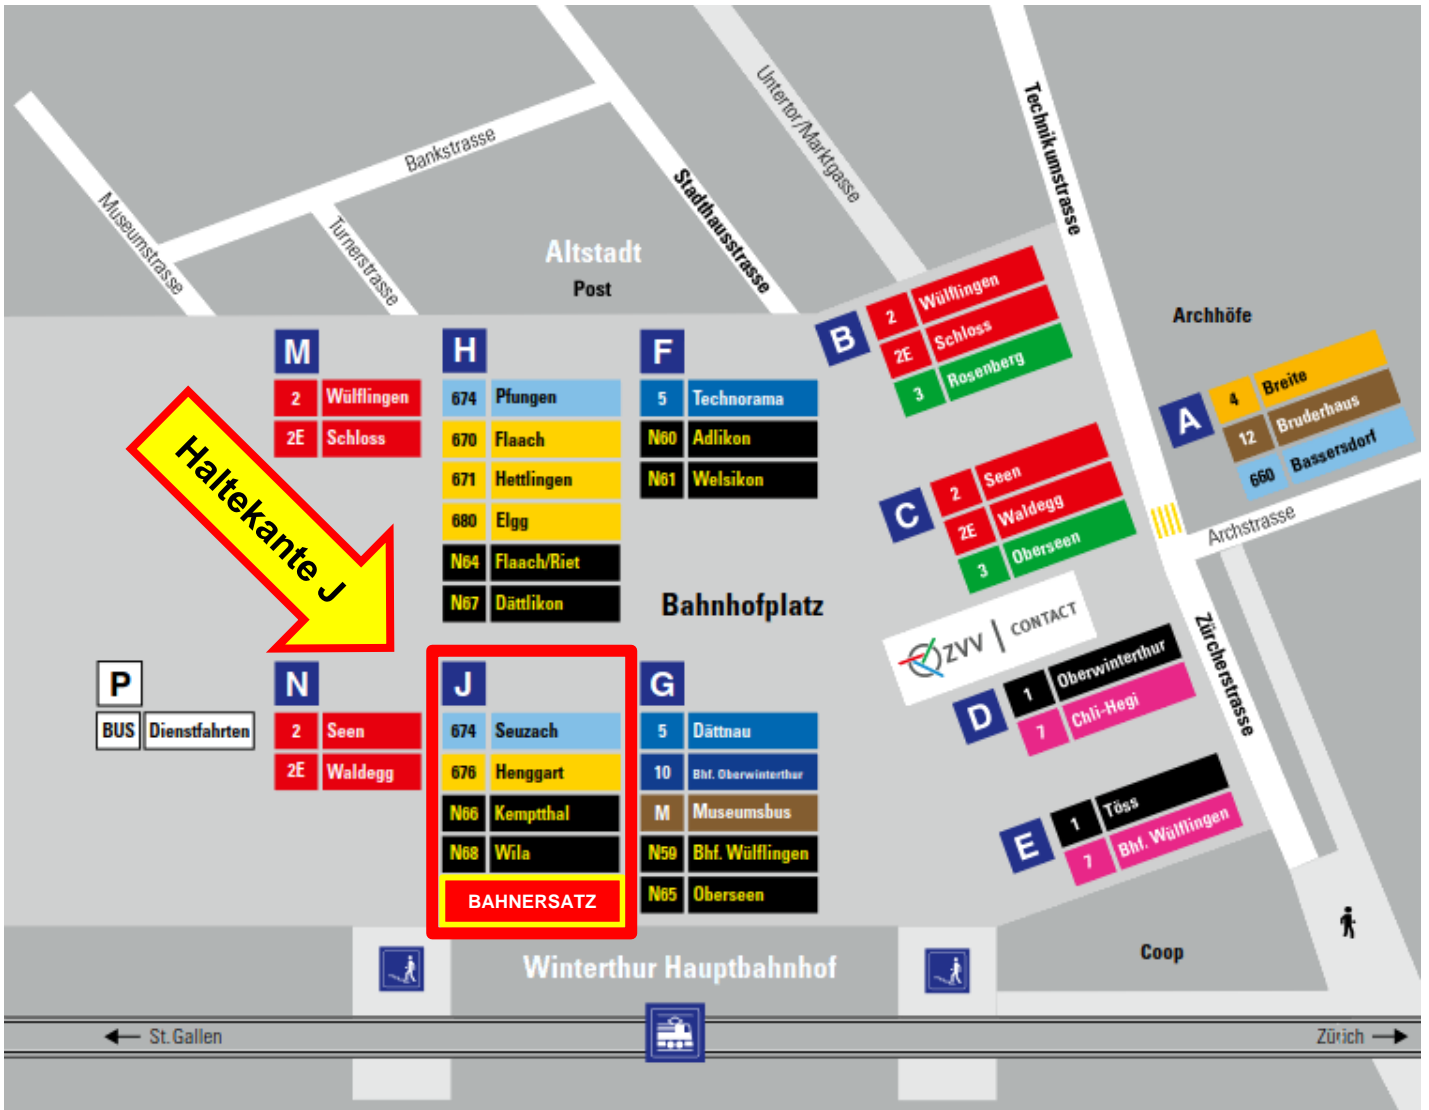 Museumstrasse
Bankstrasse
Turnerstrasse
Stadthausstrasse
Untertor/Marktgasse
Technikumstrasse
Altstadt
Post
Archhöfe
Haltekante J
M
2 Wülflingen
2E Schloss
H
674 Pfungen
670 Flaach
671 Hettlingen
680 Elgg
N64 Flaach/Riet
N67 Dättlikon
F
5 Technorama
N60 Adlikon
N61 Welsikon
B
2 Wülflingen
2E Schloss
3 Rosenberg
A
4 Breite
12 Bruderhaus
660 Bassersdorf
C
2 Seen
2E Waldegg
3 Oberseen
Archstrasse
Bahnhofplatz
ZVV | CONTACT
Zürcherstrasse
P
BUS Dienstfahrten
N
2 Seen
2E Waldegg
J
674 Seuzach
676 Henggart
N66 Kemptthal
N68 Wila
BAHNERSATZ
G
5 Dättnau
10 Bhf. Oberwinterthur
M Museumsbus
N59 Bhf. Wülflingen
N65 Oberseen
D
1 Oberwinterthur
7 Chli-Hegi
E
1 Töss
7 Bhf. Wülflingen
Coop
Winterthur Hauptbahnhof
St. Gallen
Zürich